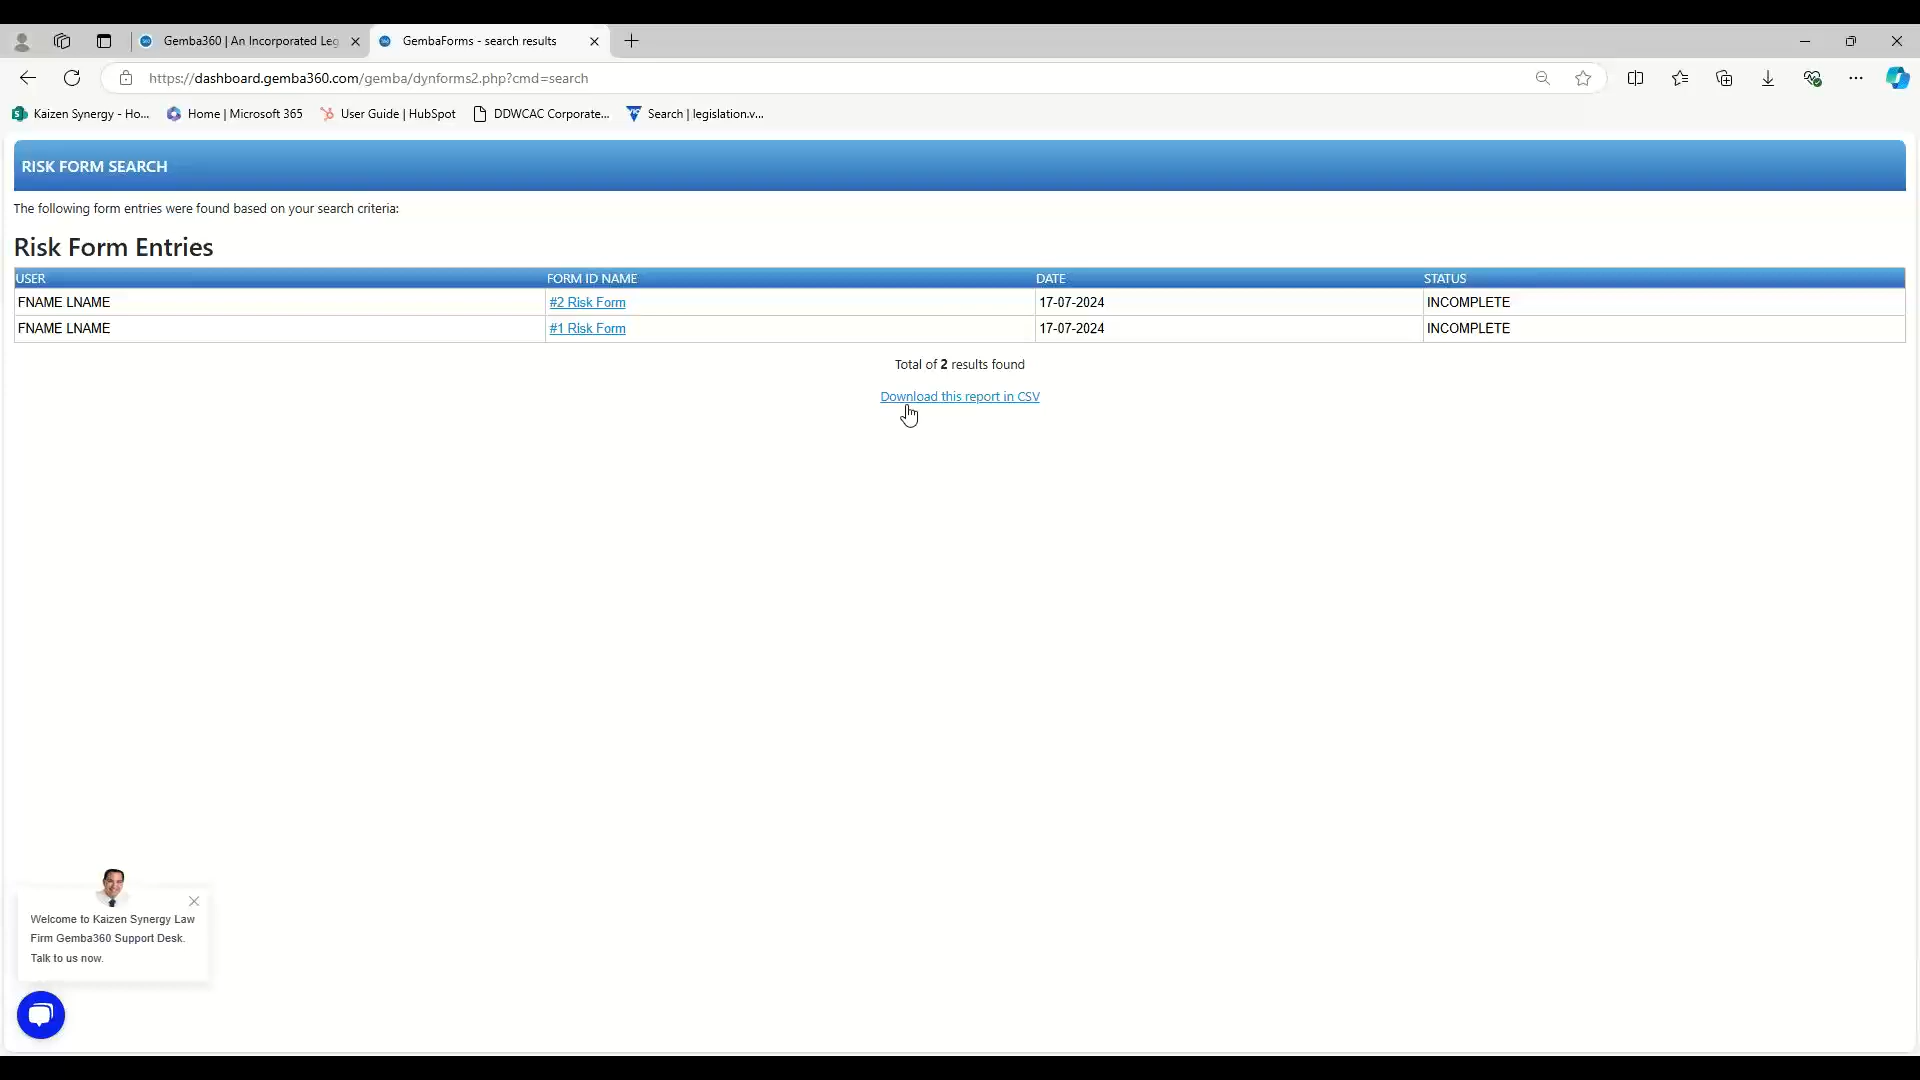 Gemba360 | An Incorporated Leg
GembaForms - search results
https://dashboard.gemba360.com/gemba/dynforms2.php?cmd=search
Kaizen Synergy - Ho...
Home | Microsoft 365
User Guide | HubSpot
DDWCAC Corporate...
Search | legislation.v...
RISK FORM SEARCH
The following form entries were found based on your search criteria:
Risk Form Entries
USER FORM ID NAME DATE STATUS
FNAME LNAME #2 Risk Form 17-07-2024 INCOMPLETE
FNAME LNAME #1 Risk Form 17-07-2024 INCOMPLETE
Total of 2 results found
Download this report in CSV
Welcome to Kaizen Synergy Law
Firm Gemba360 Support Desk.
Talk to us now.